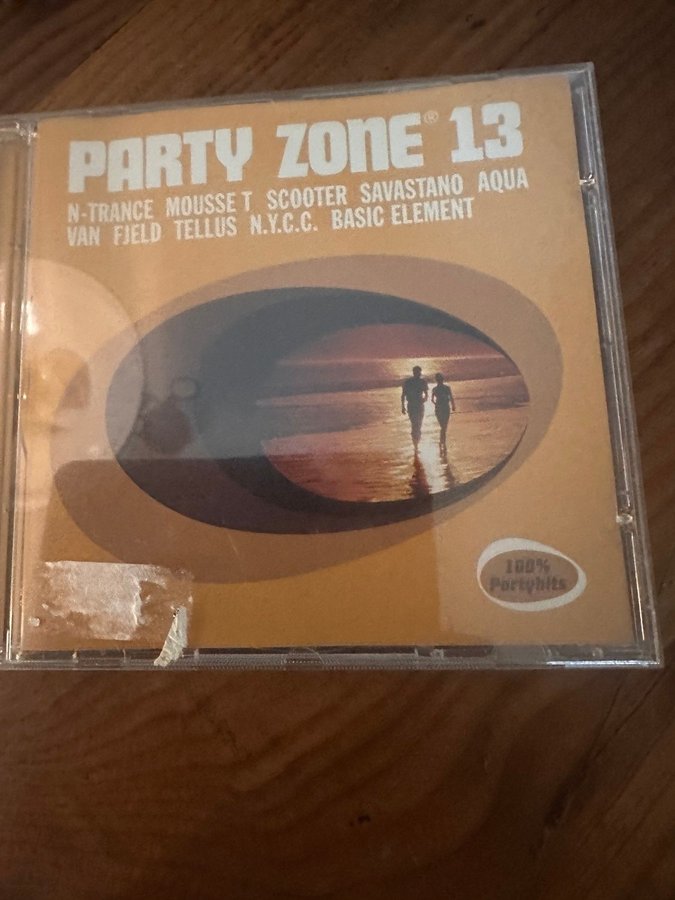 PARTY ZONE® 13
N-TRANCE MOUSSE T SCOOTER SAVASTANO AQUA
VAN FJELD TELLUS N.Y.C.C. BASIC ELEMENT
100%
Partyhits